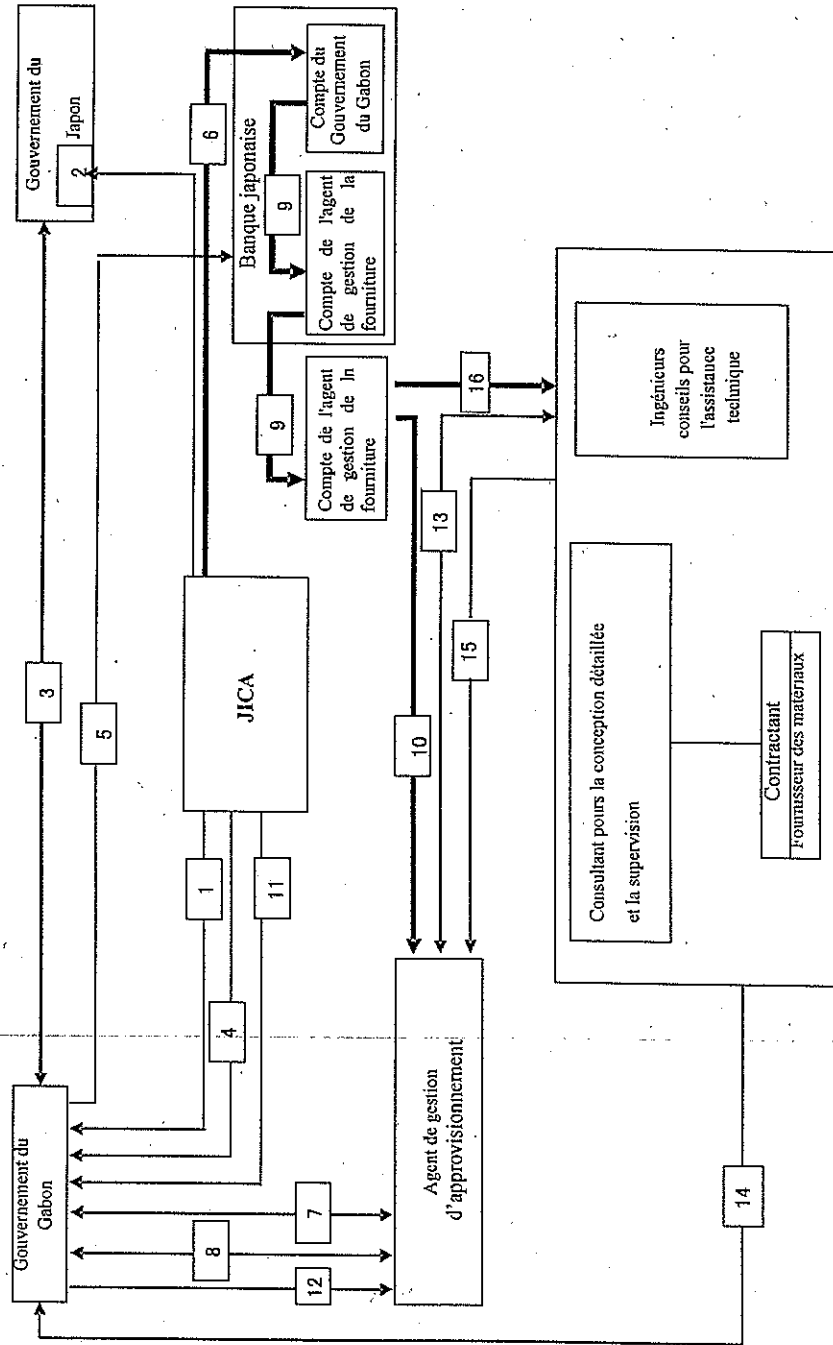 Gouvernement du
Gabon
Gouvernement du
Japon
2
3
5
JICA
1
4
11
6
Banque japonaise
Compte du
Gouvernement
du Gabon
9
Compte de l'agent
de gestion de la
fourniture
9
Compte de l'agent
de gestion de ln
fourniture
7
8
12
Agent de gestion
d'approvisionnement
10
13
15
16
Consultant pours la conception détaillée
et la supervision
Contractant
Fournusseur des matériaux
Ingénieurs
conseils pour
l'assistance
technique
14